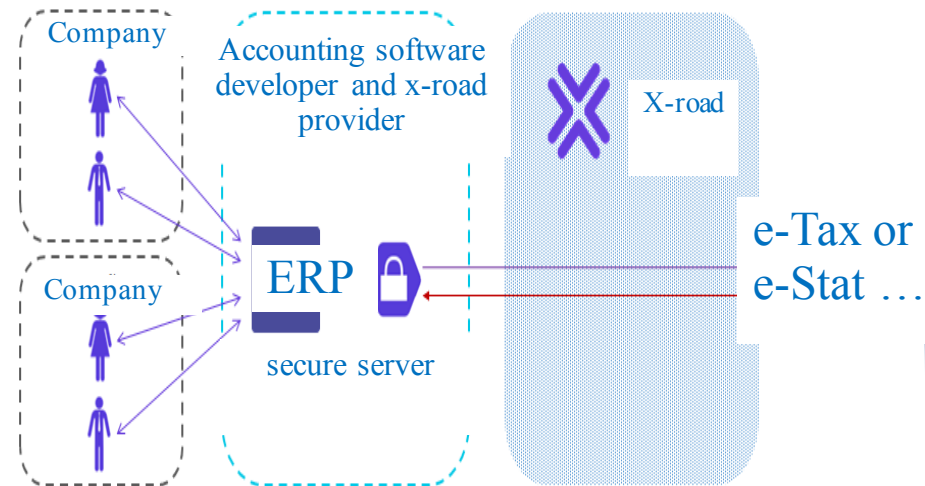 Company
Accounting software
developer and x-road
provider
X-road
ERP
e-Tax or
e-Stat …
Company
secure server